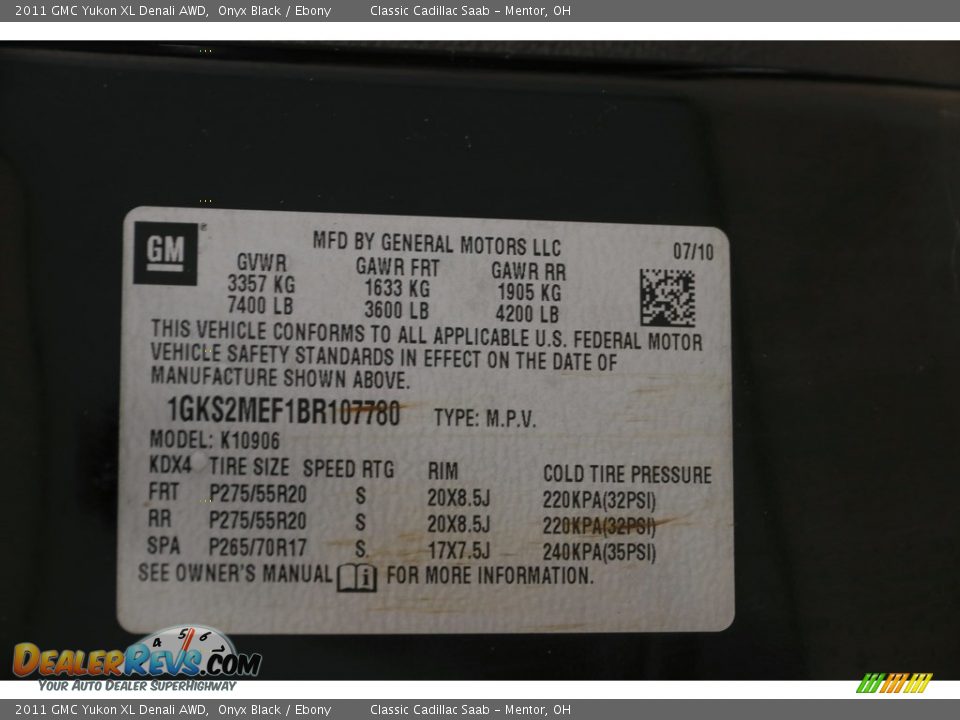 2011 GMC Yukon XL Denali AWD, Onyx Black / Ebony Classic Cadillac Saab - Mentor, OH
GM MFD BY GENERAL MOTORS LLC 07/10
GVWR GAWR FRT GAWR RR
3357 KG 1633 KG 1905 KG
7400 LB 3600 LB 4200 LB
THIS VEHICLE CONFORMS TO ALL APPLICABLE U.S. FEDERAL MOTOR
VEHICLE SAFETY STANDARDS IN EFFECT ON THE DATE OF
MANUFACTURE SHOWN ABOVE.
1GKS2MEF1BR107780 TYPE: M.P.V.
MODEL: K10906
KDX4 TIRE SIZE SPEED RTG RIM COLD TIRE PRESSURE
FRT P275/55R20 S 20X8.5J 220KPA(32PSI)
RR P275/55R20 S 20X8.5J 220KPA(32PSI)
SPA P265/70R17 S 17X7.5J 240KPA(35PSI)
SEE OWNER'S MANUAL FOR MORE INFORMATION.
4 5 6 7
DEALERREVS.COM
YOUR AUTO DEALER SUPERHIGHWAY
2011 GMC Yukon XL Denali AWD, Onyx Black / Ebony Classic Cadillac Saab - Mentor, OH